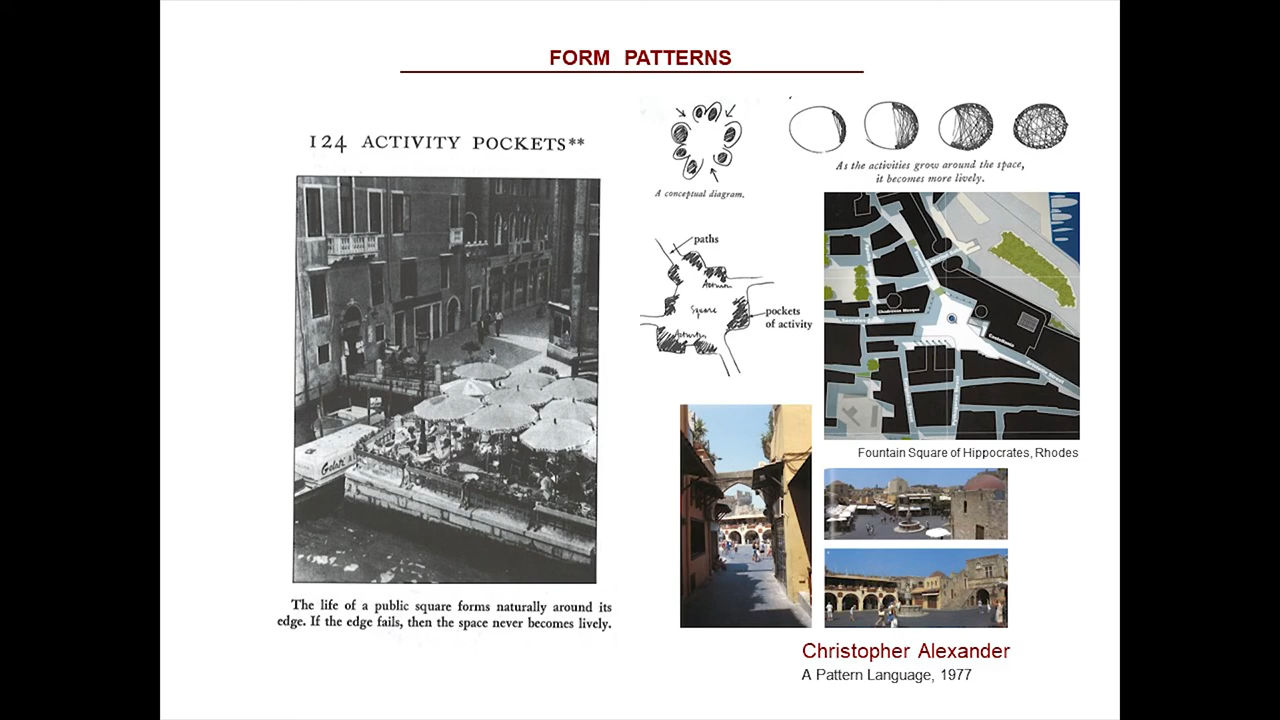 FORM PATTERNS
124 ACTIVITY POCKETS**
The life of a public square forms naturally around its
edge. If the edge fails, then the space never becomes lively.
A conceptual diagram.
As the activities grow around the space,
it becomes more lively.
paths
Square
pockets
of activity
Fountain Square of Hippocrates, Rhodes
Christopher Alexander
A Pattern Language, 1977